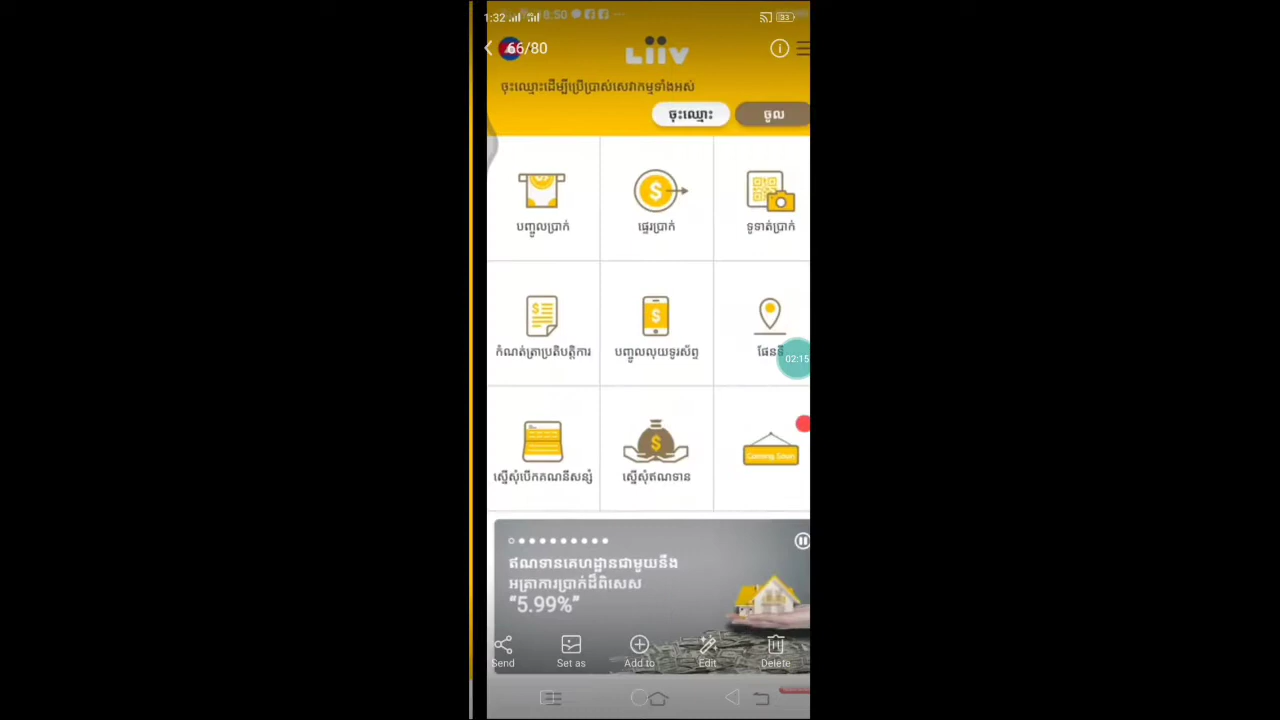 1:32
8:50
33
66/80
Liiv
ចុះឈ្មោះដើម្បីប្រើប្រាស់សេវាកម្មទាំងអស់
ចុះឈ្មោះ
ចូល
បញ្ចូលប្រាក់
ផ្ទេរប្រាក់
ទូទាត់ប្រាក់
កំណត់ត្រាប្រតិបត្តិការ
បញ្ចូលលុយទូរស័ព្ទ
02:15
ស្នើសុំបើកគណនីសន្សំ
ស្នើសុំឥណទាន
Coming Soon
ឥណទានគេហដ្ឋានជាមួយនឹង
អត្រាការប្រាក់ដ៏ពិសេស
“5.99%”
Send
Set as
Add to
Edit
Delete